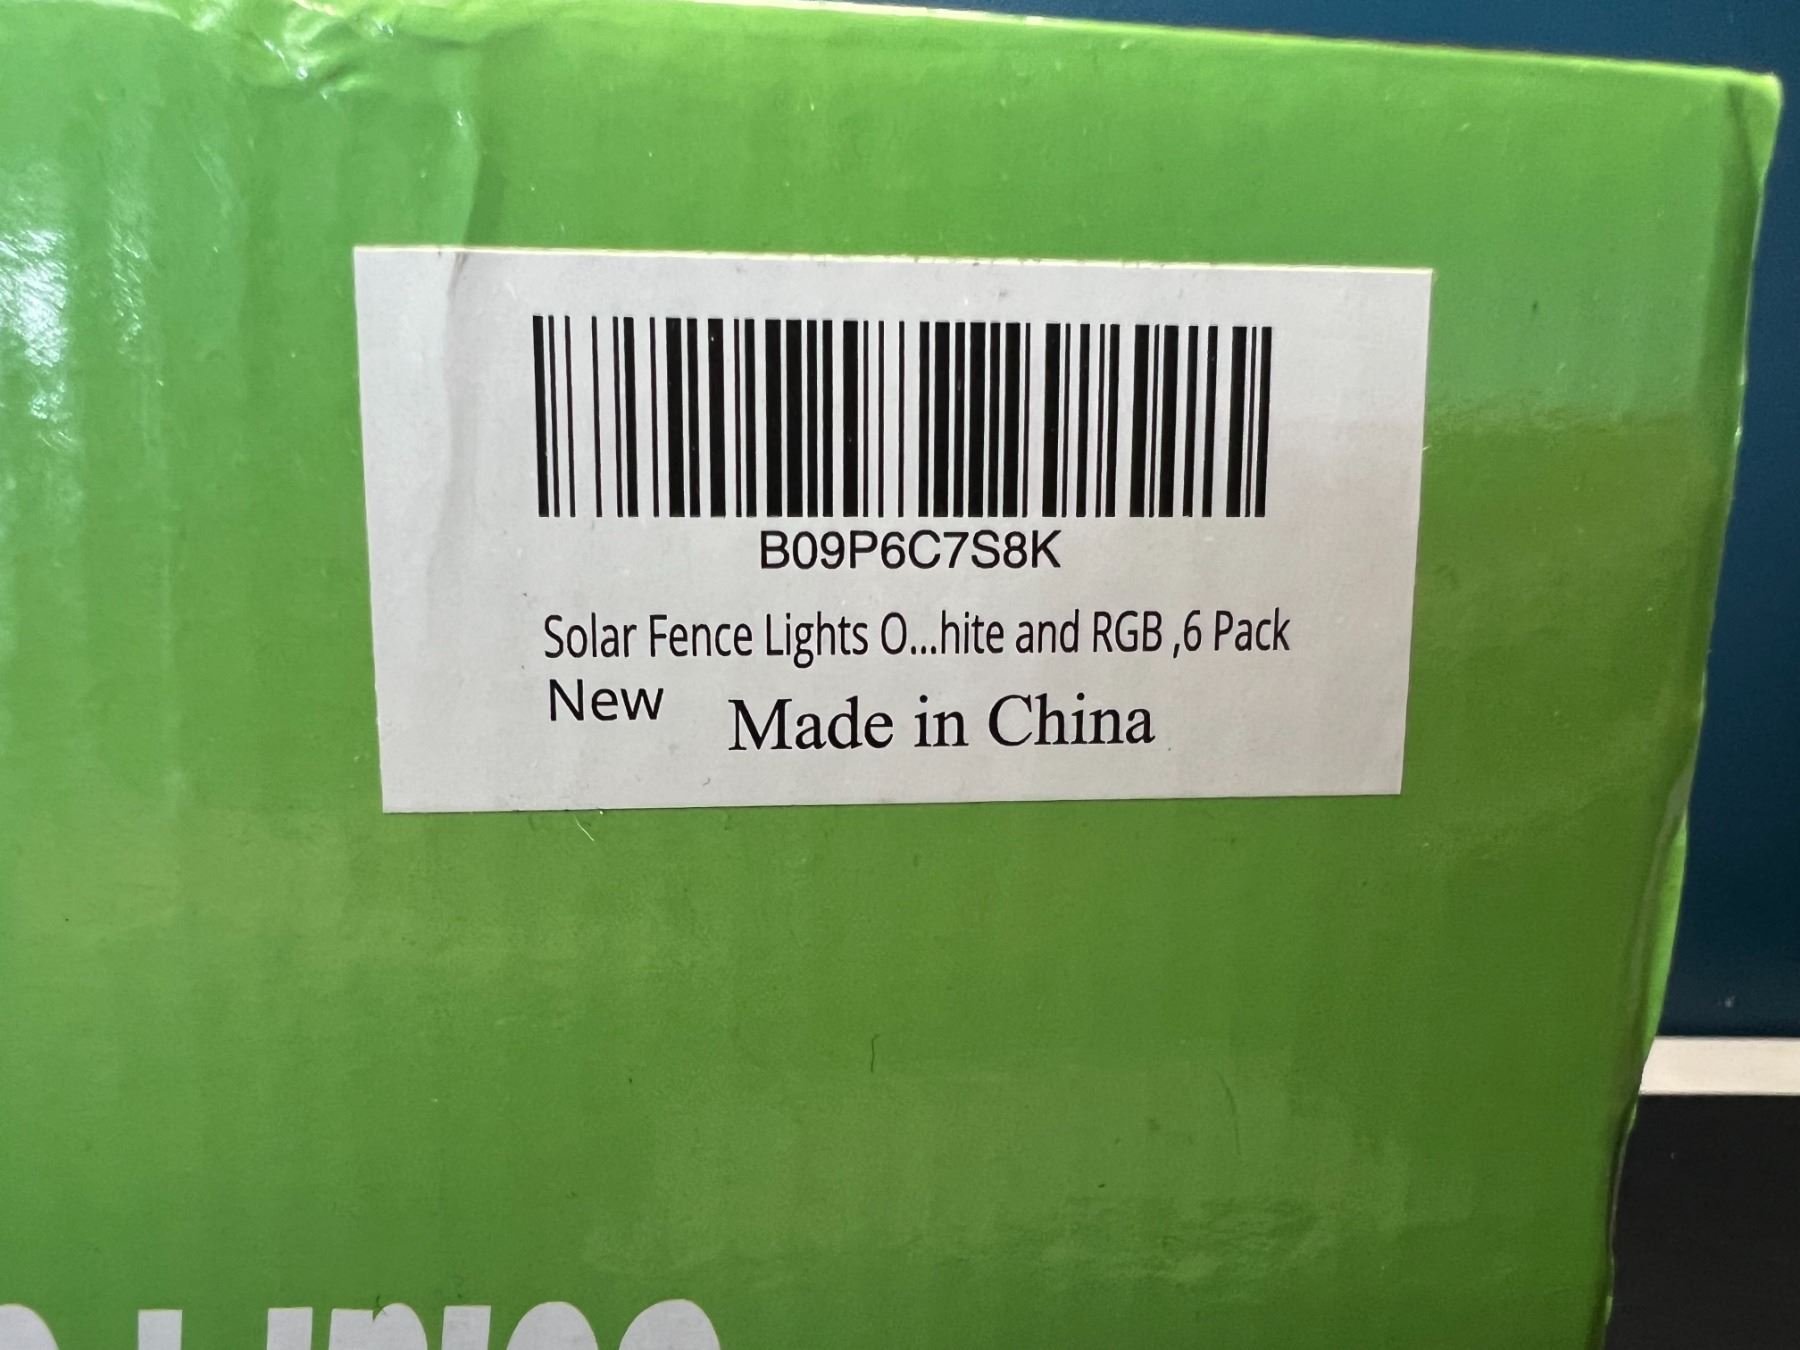 B09P6C7S8K
Solar Fence Lights O...hite and RGB ,6 Pack
New
Made in China